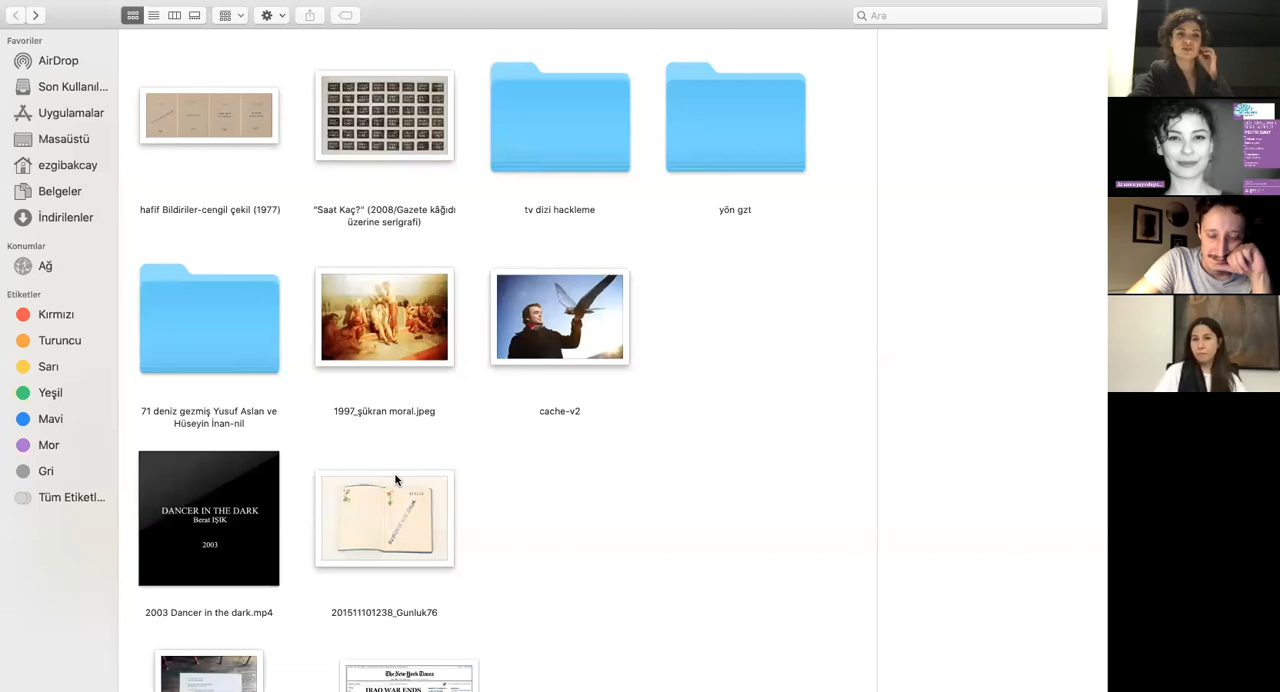 Ara
Favoriler
AirDrop
Son Kullanıl...
Uygulamalar
Masaüstü
ezgibakcay
Belgeler
İndirilenler
Konumlar
Ağ
Etiketler
Kırmızı
Turuncu
Sarı
Yeşil
Mavi
Mor
Gri
Tüm Etiketl...
hafif Bildiriler-cengil çekil (1977)
"Saat Kaç?" (2008/Gazete kâğıdı
üzerine serigrafi)
tv dizi hackleme
yön gzt
71 deniz gezmiş Yusuf Aslan ve
Hüseyin İnan-nil
1997_şükran moral.jpeg
cache-v2
DANCER IN THE DARK
Berat IŞIK
2003
2003 Dancer in the dark.mp4
201511101238_Gunluk76
The New York Times
IRAQ WAR ENDS